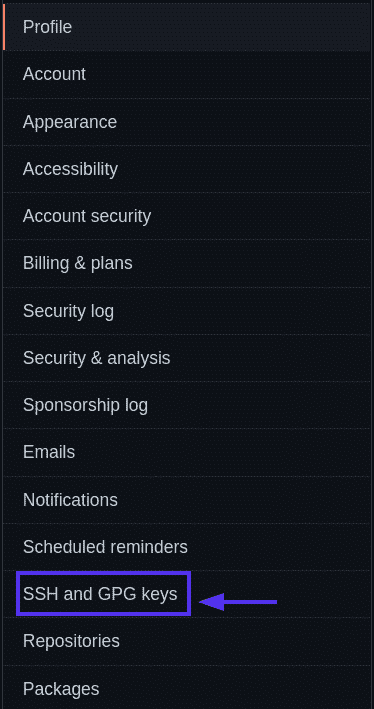 Profile
Account
Appearance
Accessibility
Account security
Billing & plans
Security log
Security & analysis
Sponsorship log
Emails
Notifications
Scheduled reminders
SSH and GPG keys
Repositories
Packages